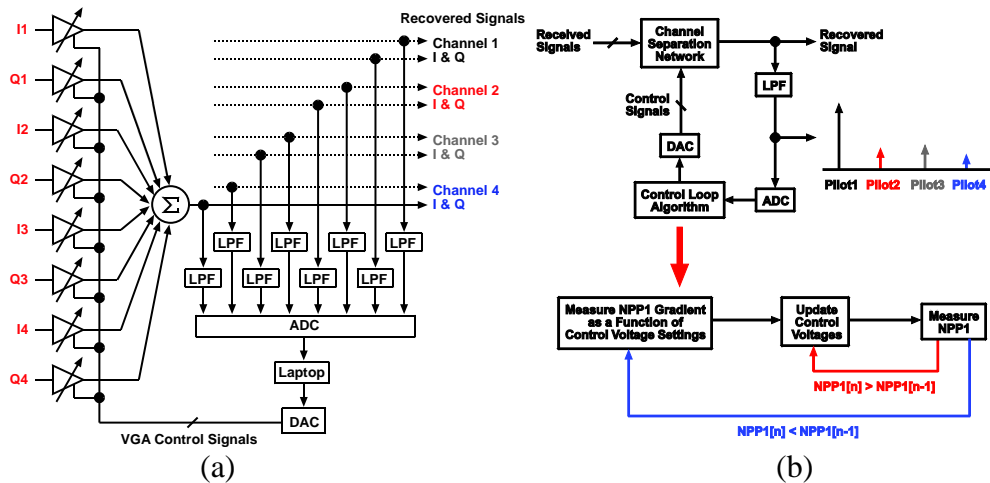 I1
Q1
I2
Q2
I3
Q3
I4
Q4
Σ
Recovered Signals
Channel 1
I & Q
Channel 2
I & Q
Channel 3
I & Q
Channel 4
I & Q
LPF LPF LPF LPF
LPF LPF LPF LPF
ADC
Laptop
DAC
VGA Control Signals
(a)
Received
Signals
Channel
Separation
Network
Recovered
Signal
LPF
Control
Signals
DAC
Control Loop
Algorithm
ADC
Pilot1 Pilot2 Pilot3 Pilot4
Measure NPP1 Gradient
as a Function of
Control Voltage Settings
Update
Control
Voltages
Measure
NPP1
NPP1[n] > NPP1[n-1]
NPP1[n] < NPP1[n-1]
(b)